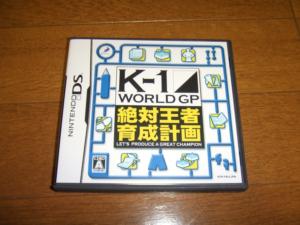 NINTENDO DS
K-1
WORLD GP
絶対王者
育成計画
LET'S PRODUCE A GREAT CHAMPION
A